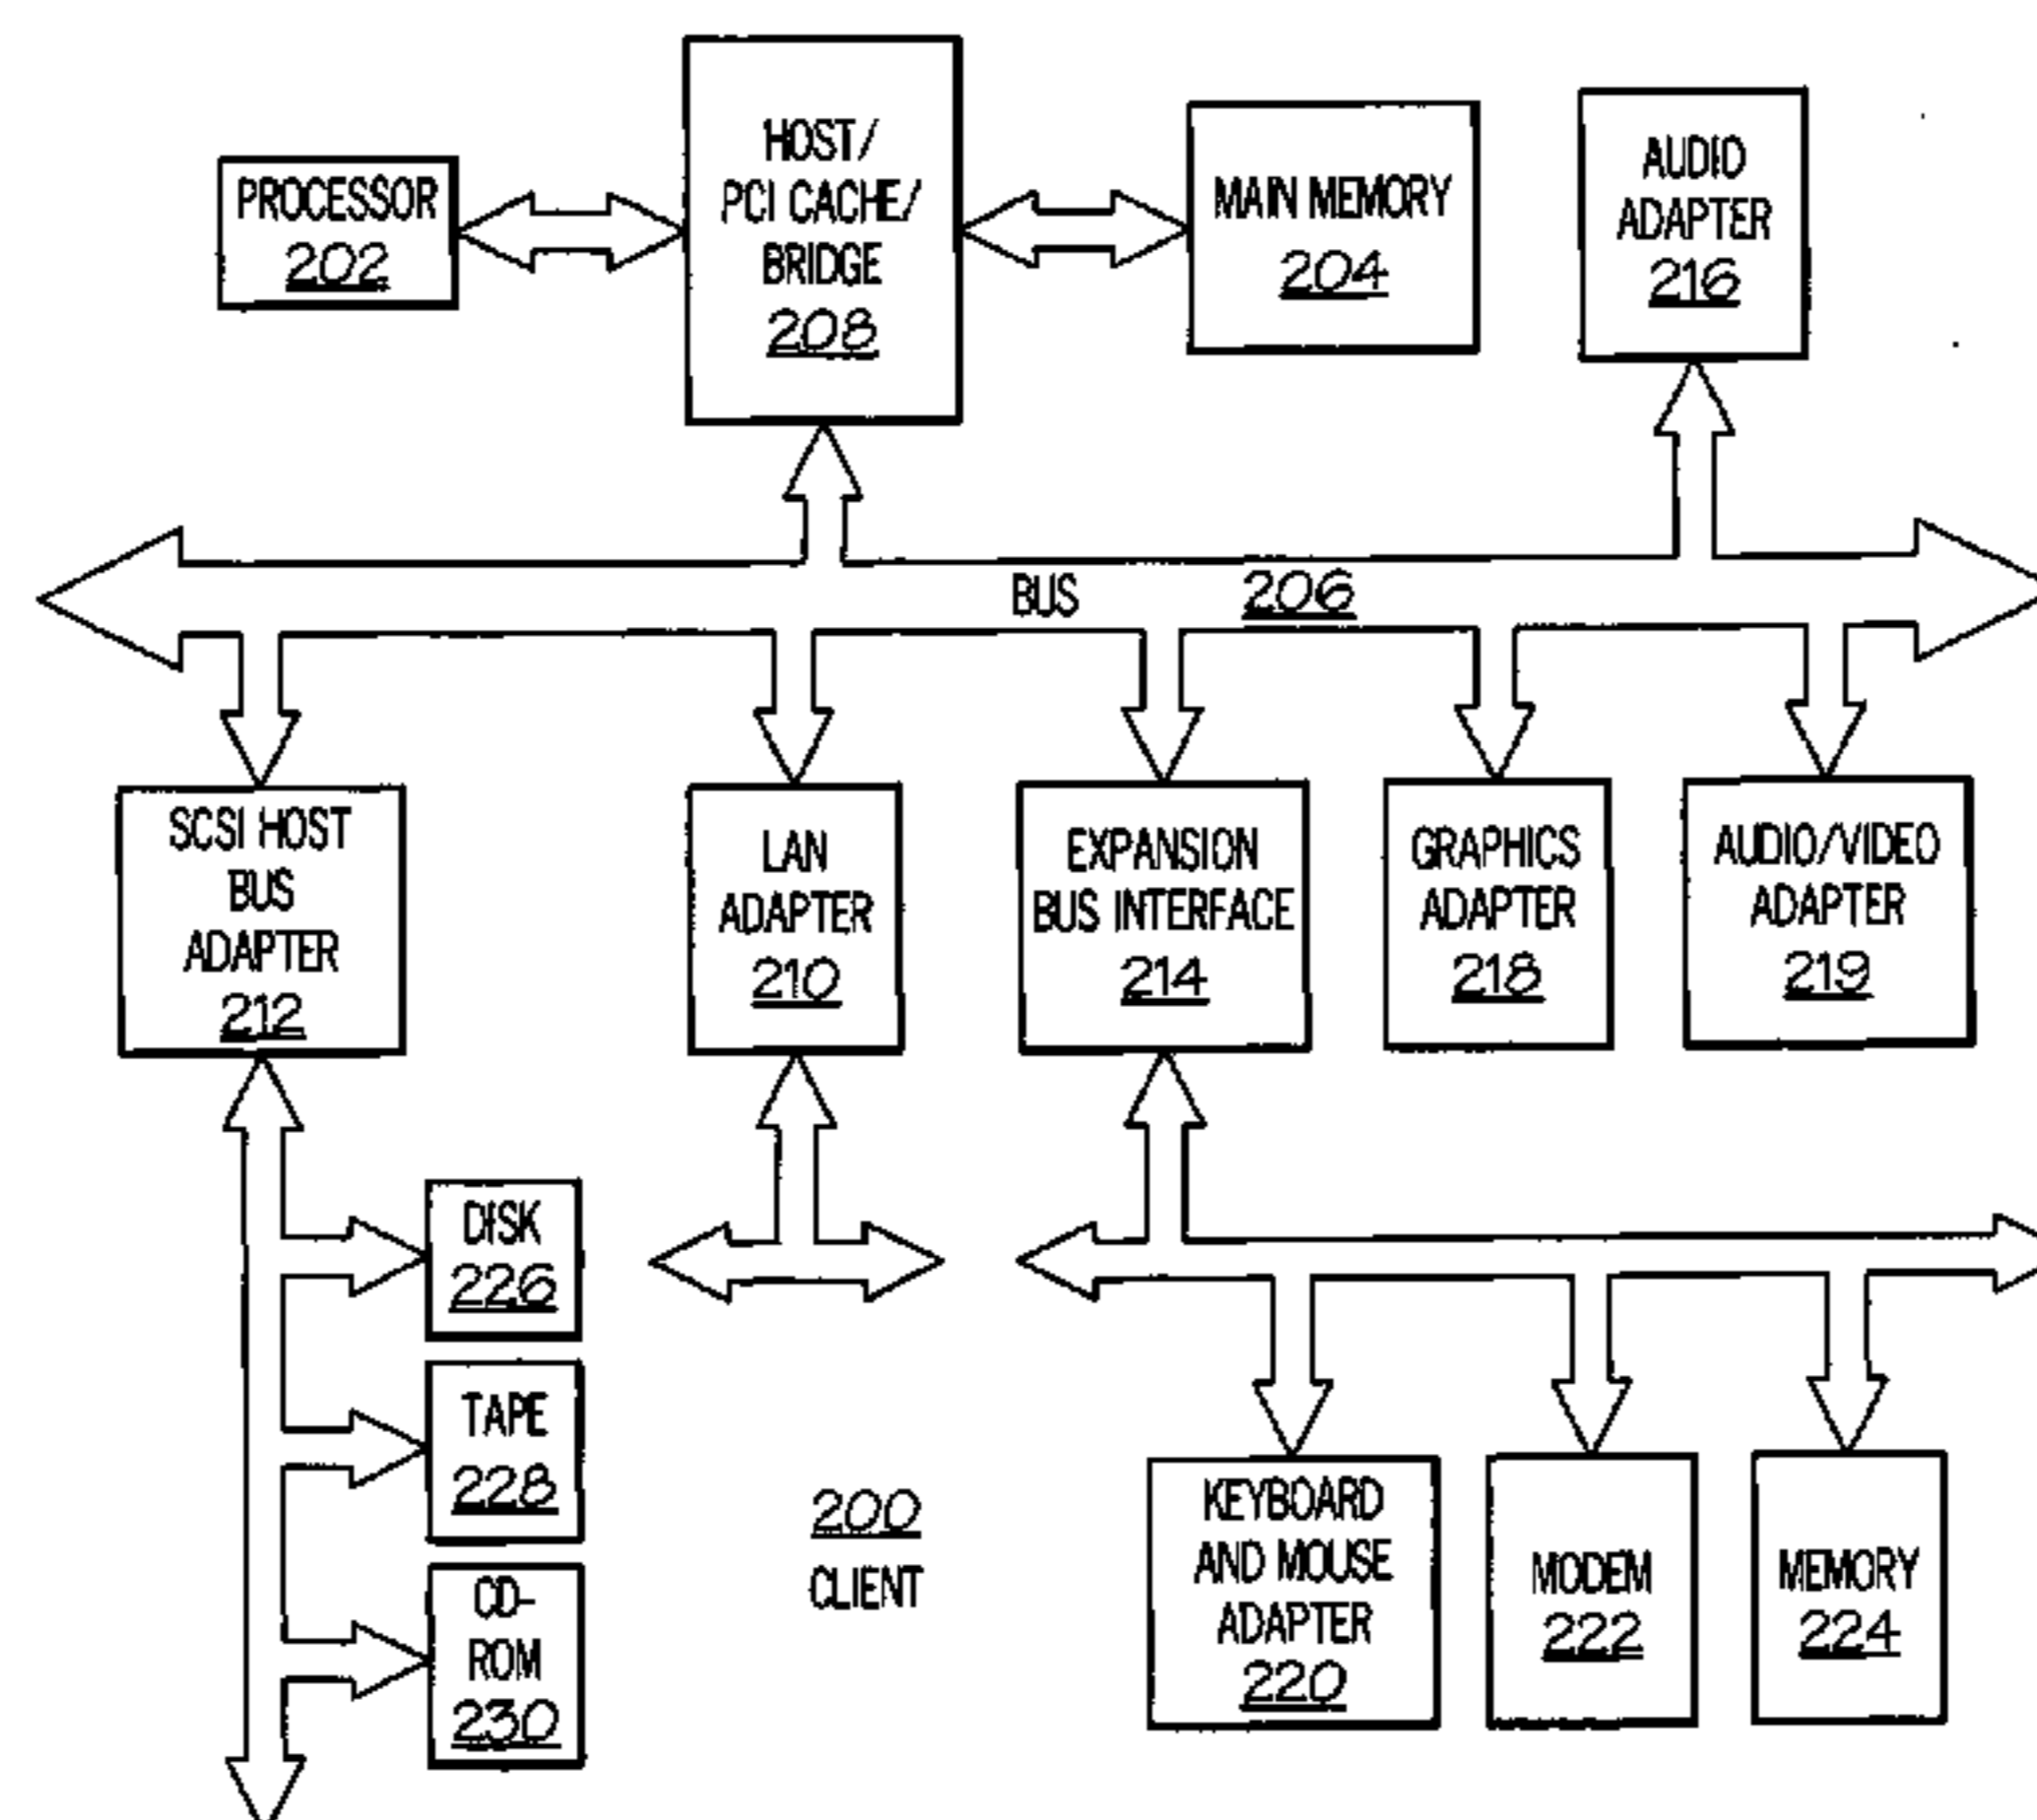 PROCESSOR
202
HOST/
PCI CACHE/
BRIDGE
208
MAIN MEMORY
204
AUDIO
ADAPTER
216
BUS 206
SCSI HOST
BUS
ADAPTER
212
LAN
ADAPTER
210
EXPANSION
BUS INTERFACE
214
GRAPHICS
ADAPTER
218
AUDIO/VIDEO
ADAPTER
219
DISK
226
TAPE
228
CD-
ROM
230
200
CLIENT
KEYBOARD
AND MOUSE
ADAPTER
220
MODEM
222
MEMORY
224